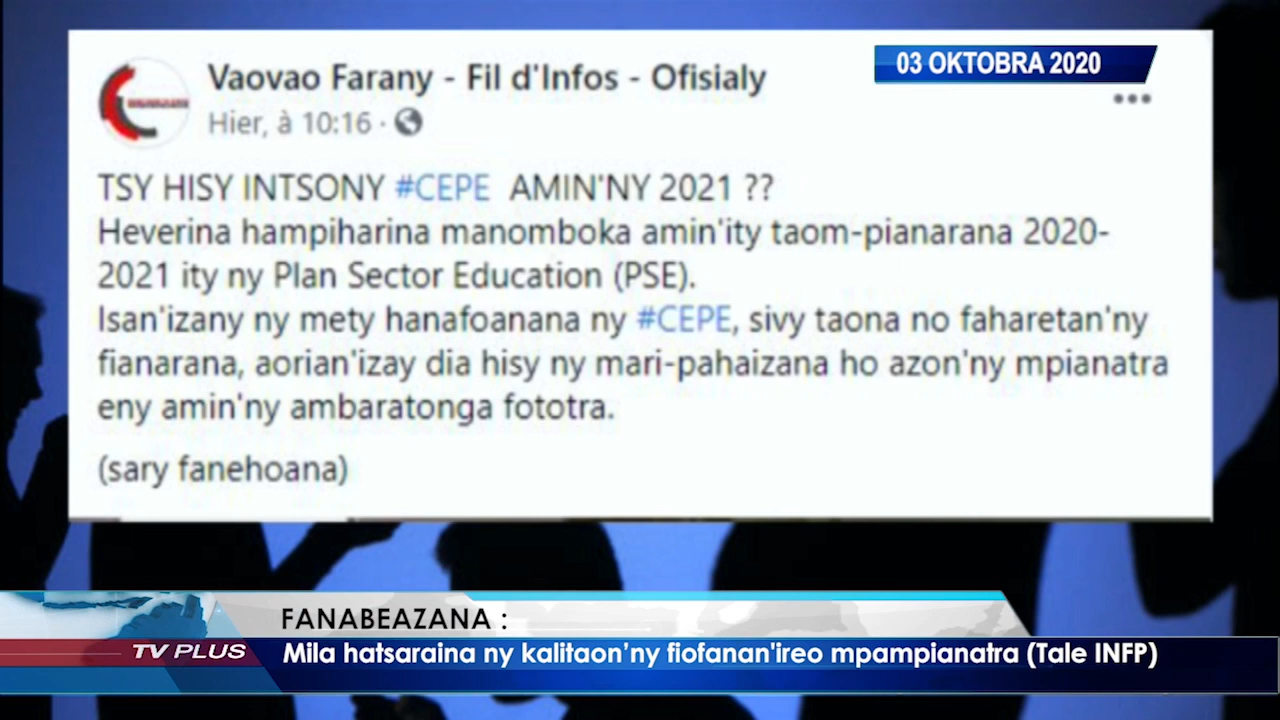 Vaovao Farany - Fil d'Infos - Ofisialy
03 OKTOBRA 2020
Hier, à 10:16 ·
TSY HISY INTSONY #CEPE AMIN'NY 2021 ??
Heverina hampiharina manomboka amin'ity taom-pianarana 2020-
2021 ity ny Plan Sector Education (PSE).
Isan'izany ny mety hanafoanana ny #CEPE, sivy taona no faharetan'ny
fianarana, aorian'izay dia hisy ny mari-pahaizana ho azon'ny mpianatra
eny amin'ny ambaratonga fototra.
(sary fanehoana)
FANABEAZANA :
TV PLUS
Mila hatsaraina ny kalitaon’ny fiofanan'ireo mpampianatra (Tale INFP)